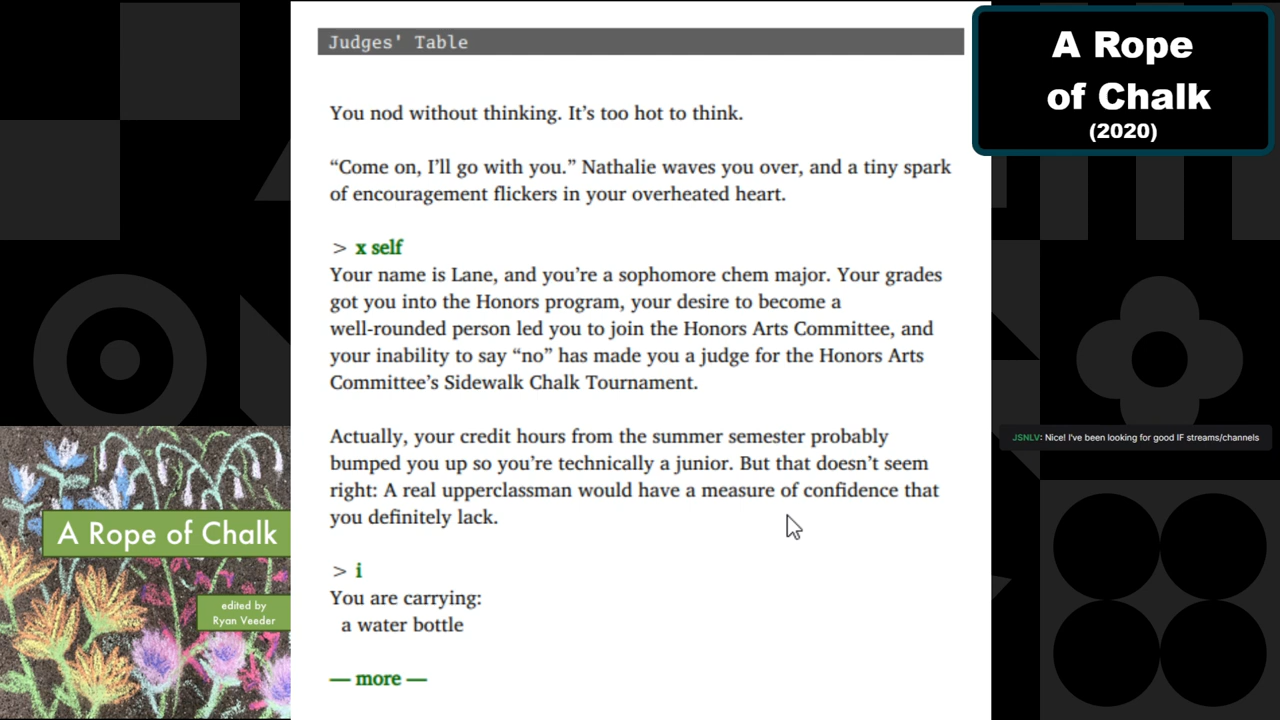 Judges' Table
You nod without thinking. It’s too hot to think.
“Come on, I’ll go with you.” Nathalie waves you over, and a tiny spark
of encouragement flickers in your overheated heart.
> x self
Your name is Lane, and you’re a sophomore chem major. Your grades
got you into the Honors program, your desire to become a
well-rounded person led you to join the Honors Arts Committee, and
your inability to say “no” has made you a judge for the Honors Arts
Committee’s Sidewalk Chalk Tournament.
Actually, your credit hours from the summer semester probably
bumped you up so you’re technically a junior. But that doesn’t seem
right: A real upperclassman would have a measure of confidence that
you definitely lack.
> i
You are carrying:
a water bottle
— more —
A Rope
of Chalk
(2020)
JSNLV: Nice! I've been looking for good IF streams/channels
A Rope of Chalk
edited by
Ryan Veeder